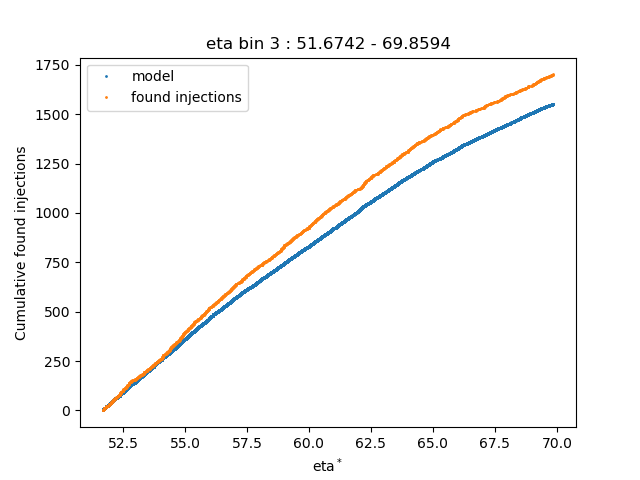 eta bin 3 : 51.6742 - 69.8594
model
found injections
Cumulative found injections
1750
1500
1250
1000
750
500
250
0
52.5 55.0 57.5 60.0 62.5 65.0 67.5 70.0
eta*